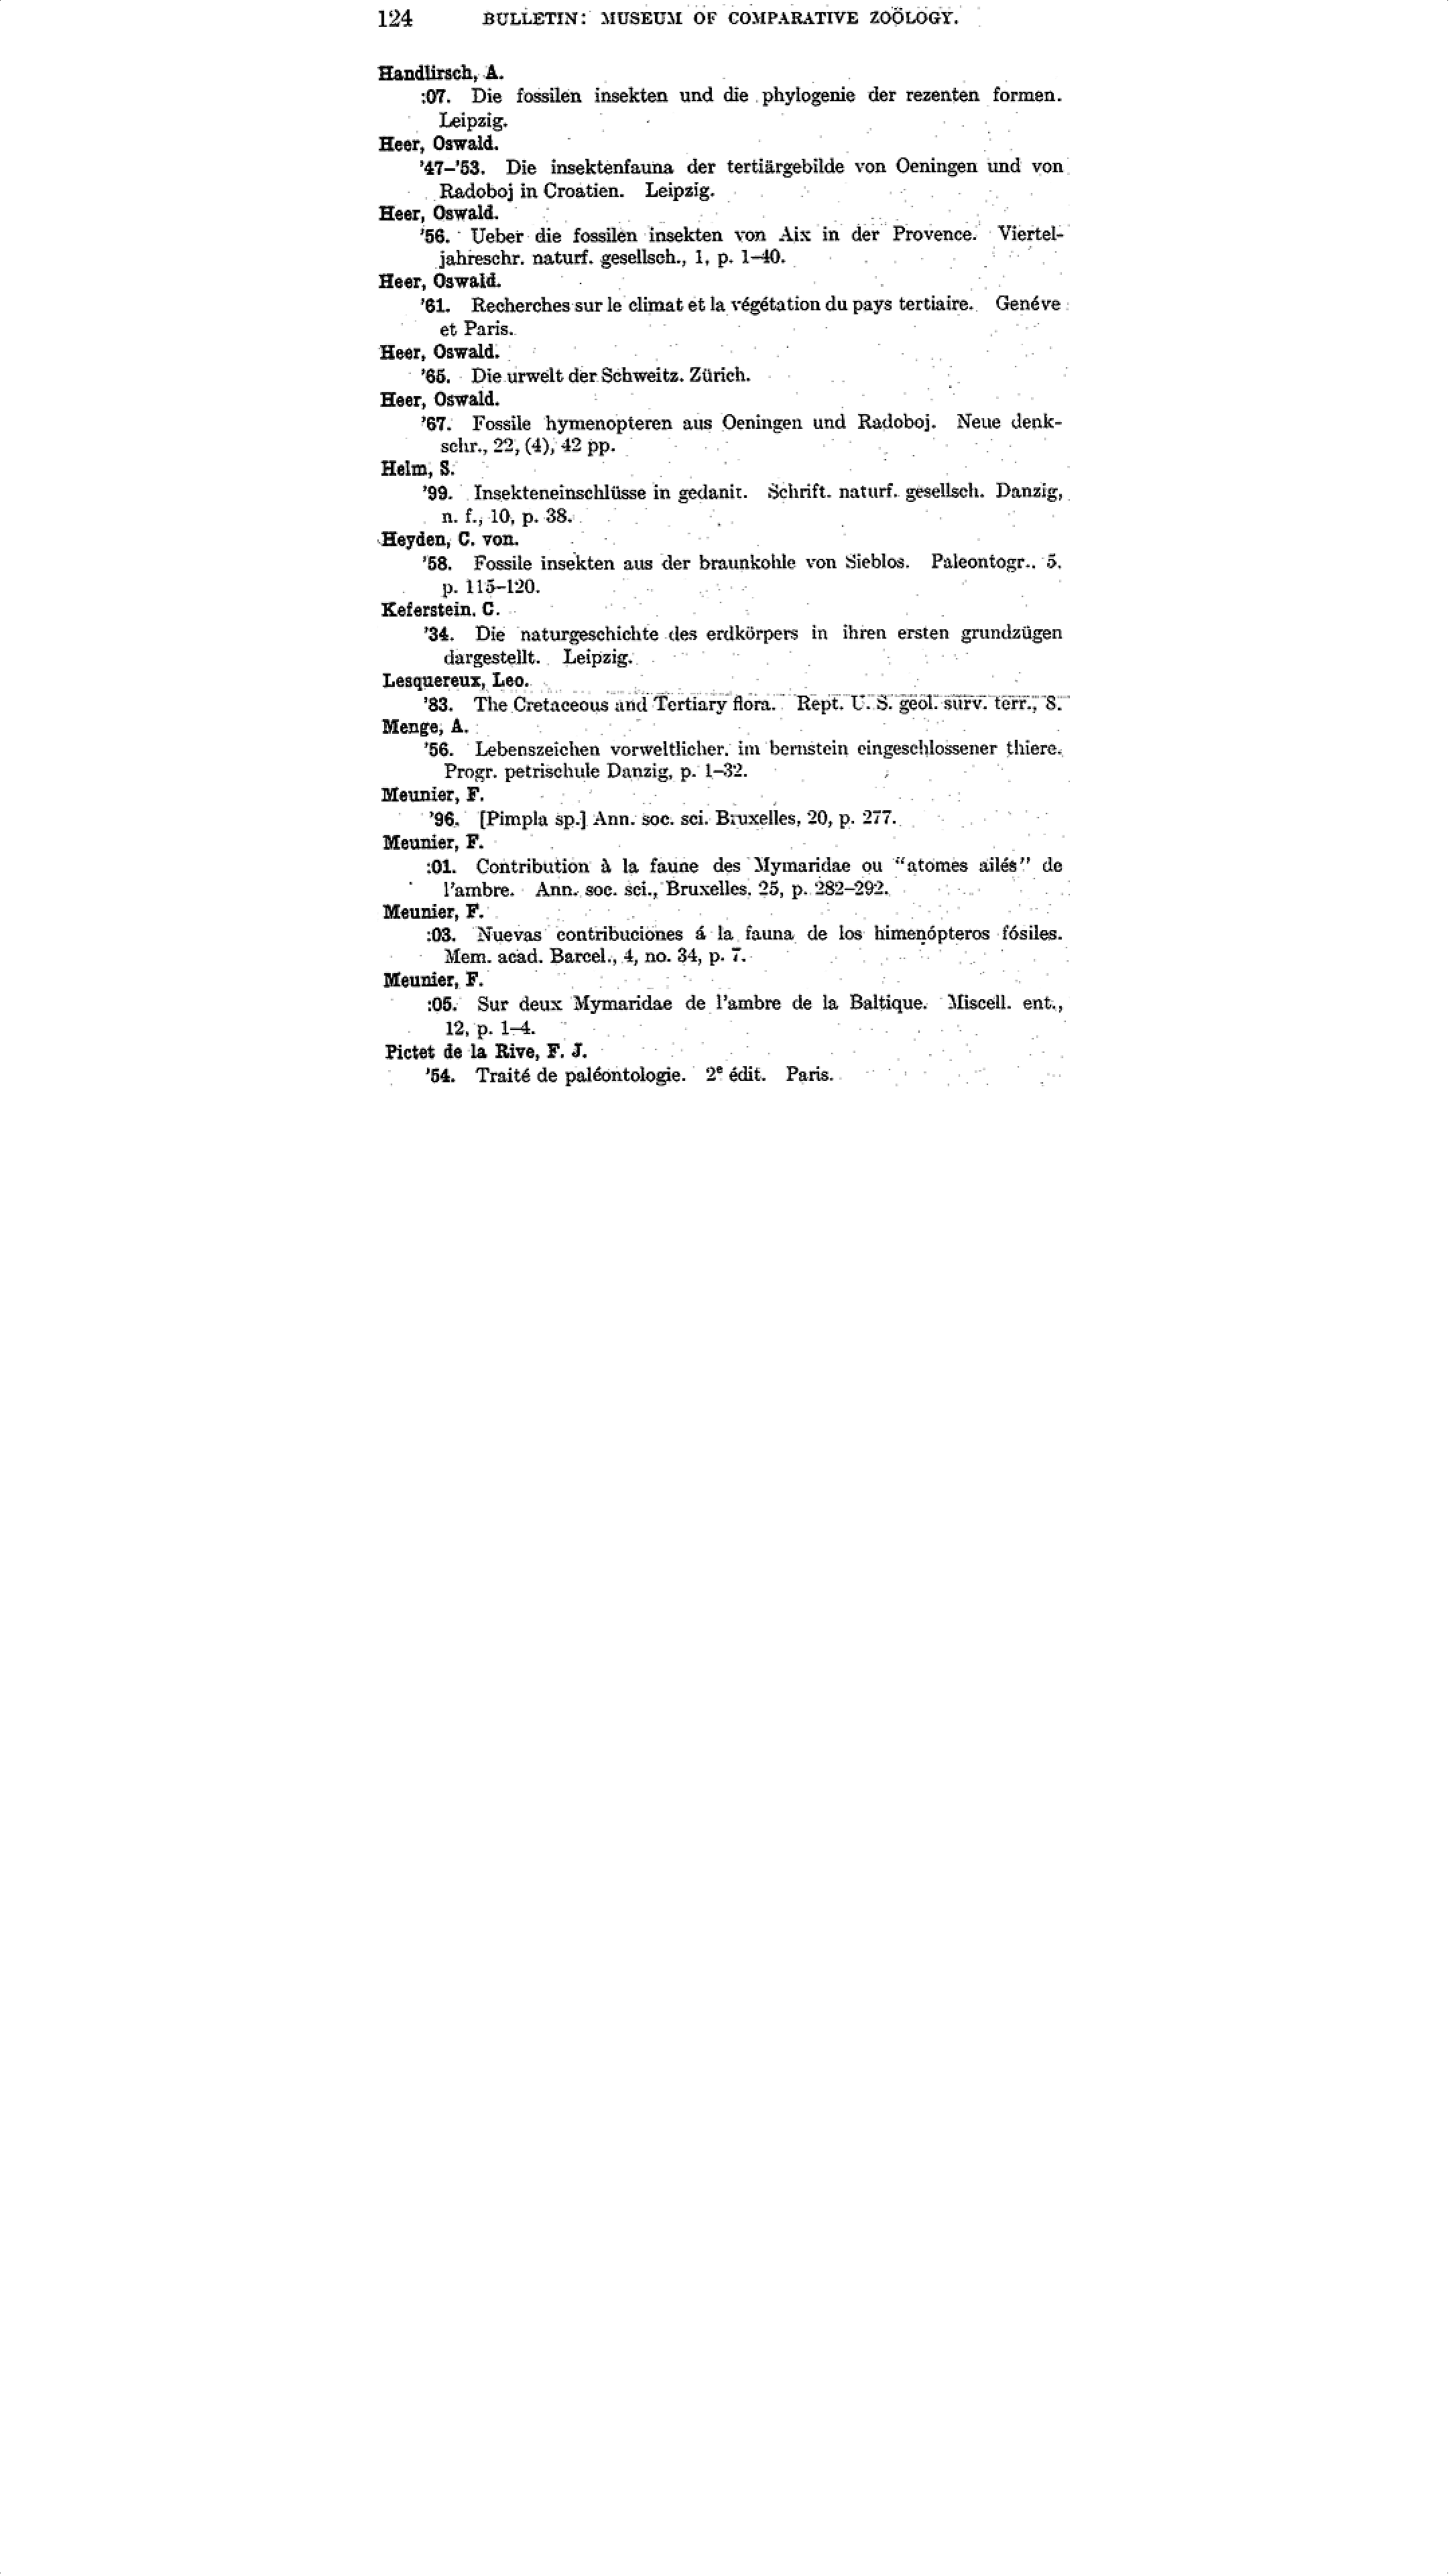 124 BULLETIN: MUSEUM OF COMPARATIVE ZOÖLOGY.
Handlirsch, A.
:07. Die fossilen insekten und die phylogenie der rezenten formen.
Leipzig.
Heer, Oswald.
'47–'53. Die insektenfauna der tertiärgebilde von Oeningen und von
Radoboj in Croatien. Leipzig.
Heer, Oswald.
'56. Ueber die fossilen insekten von Aix in der Provence. Viertel-
jahreschr. naturf. gesellsch., 1, p. 1–40.
Heer, Oswald.
'61. Recherches sur le climat et la végétation du pays tertiaire. Genéve
et Paris.
Heer, Oswald.
'65. Die urwelt der Schweitz. Zürich.
Heer, Oswald.
'67. Fossile hymenopteren aus Oeningen und Radoboj. Neue denk-
schr., 22, (4), 42 pp.
Helm, S.
'99. Insekteneinschlüsse in gedanit. Schrift. naturf. gesellsch. Danzig,
n. f., 10, p. 38.
Heyden, C. von.
'58. Fossile insekten aus der braunkohle von Sieblos. Paleontogr., 5,
p. 115–120.
Keferstein, C.
'34. Die naturgeschichte des erdkörpers in ihren ersten grundzügen
dargestellt. Leipzig.
Lesquereux, Leo.
'83. The Cretaceous and Tertiary flora. Rept. U. S. geol. surv. terr., 8.
Menge, A.
'56. Lebenszeichen vorweltlicher, im bernstein eingeschlossener thiere.
Progr. petrischule Danzig, p. 1–32.
Meunier, F.
'96. [Pimpla sp.] Ann. soc. sci. Bruxelles, 20, p. 277.
Meunier, F.
:01. Contribution à la faune des Mymaridae ou "atomes ailés" de
l'ambre. Ann. soc. sci., Bruxelles, 25, p. 282–292.
Meunier, F.
:03. Nuevas contribuciones á la fauna de los himenópteros fósiles.
Mem. acad. Barcel., 4, no. 34, p. 7.
Meunier, F.
:05. Sur deux Mymaridae de l'ambre de la Baltique. Miscell. ent.,
12, p. 1–4.
Pictet de la Rive, F. J.
'54. Traité de paléontologie. 2e édit. Paris.